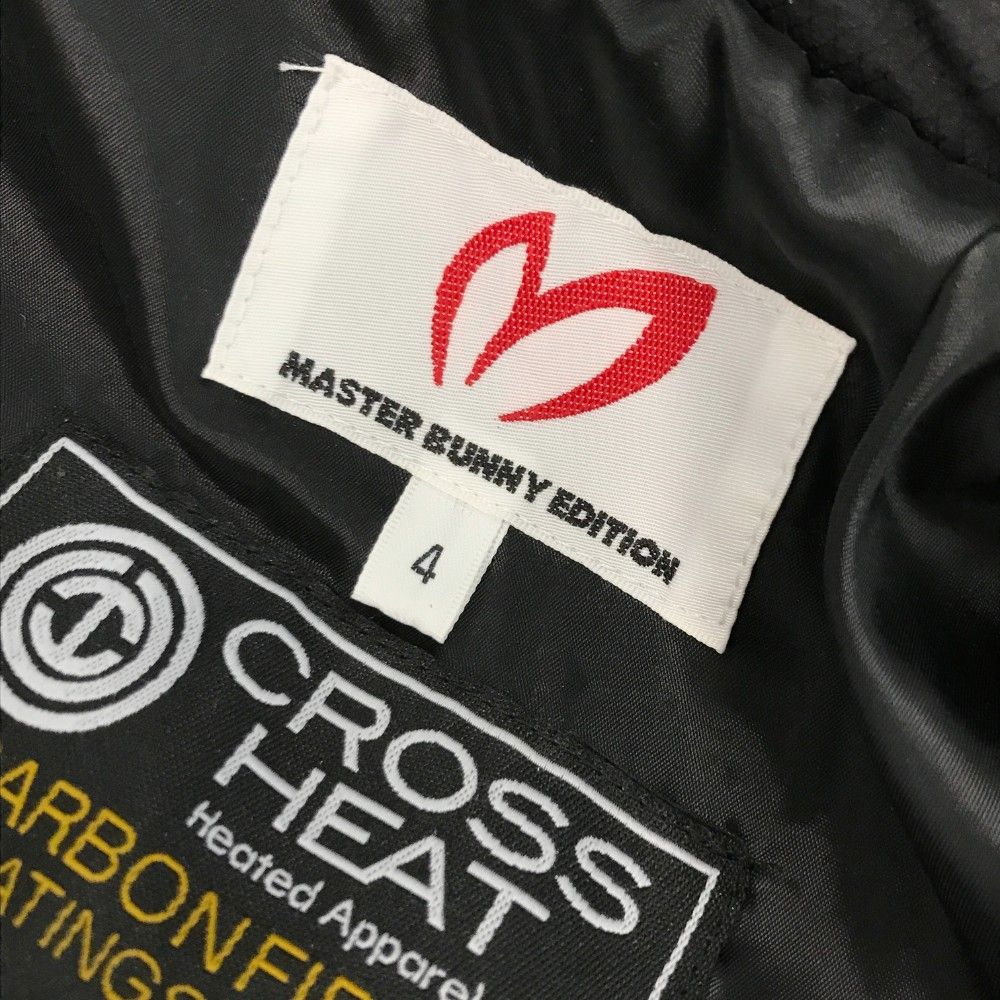 MASTER BUNNY EDITION
4
CROSS
HEAT
Heated Apparel